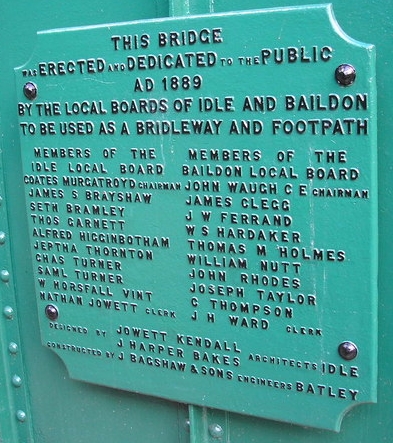 THIS BRIDGE
WAS ERECTED AND DEDICATED TO THE PUBLIC
AD 1889
BY THE LOCAL BOARDS OF IDLE AND BAILDON
TO BE USED AS A BRIDLEWAY AND FOOTPATH
MEMBERS OF THE
IDLE LOCAL BOARD
COATES MURGATROYD CHAIRMAN
JAMES S BRAYSHAW
SETH BRAMLEY
THOS GARNETT
ALFRED HIGGINBOTHAM
JEPTHA THORNTON
CHAS TURNER
SAML TURNER
W HORSFALL VINT
NATHAN JOWETT CLERK
MEMBERS OF THE
BAILDON LOCAL BOARD
JOHN WAUGH C E CHAIRMAN
JAMES CLEGG
J W FERRAND
W S HARDAKER
THOMAS M HOLMES
WILLIAM NUTT
JOHN RHODES
JOSEPH TAYLOR
C THOMPSON
J H WARD CLERK
DESIGNED BY JOWETT KENDALL
J HARPER BAKES ARCHITECTS IDLE
CONSTRUCTED BY J BAGSHAW & SONS ENGINEERS BATLEY